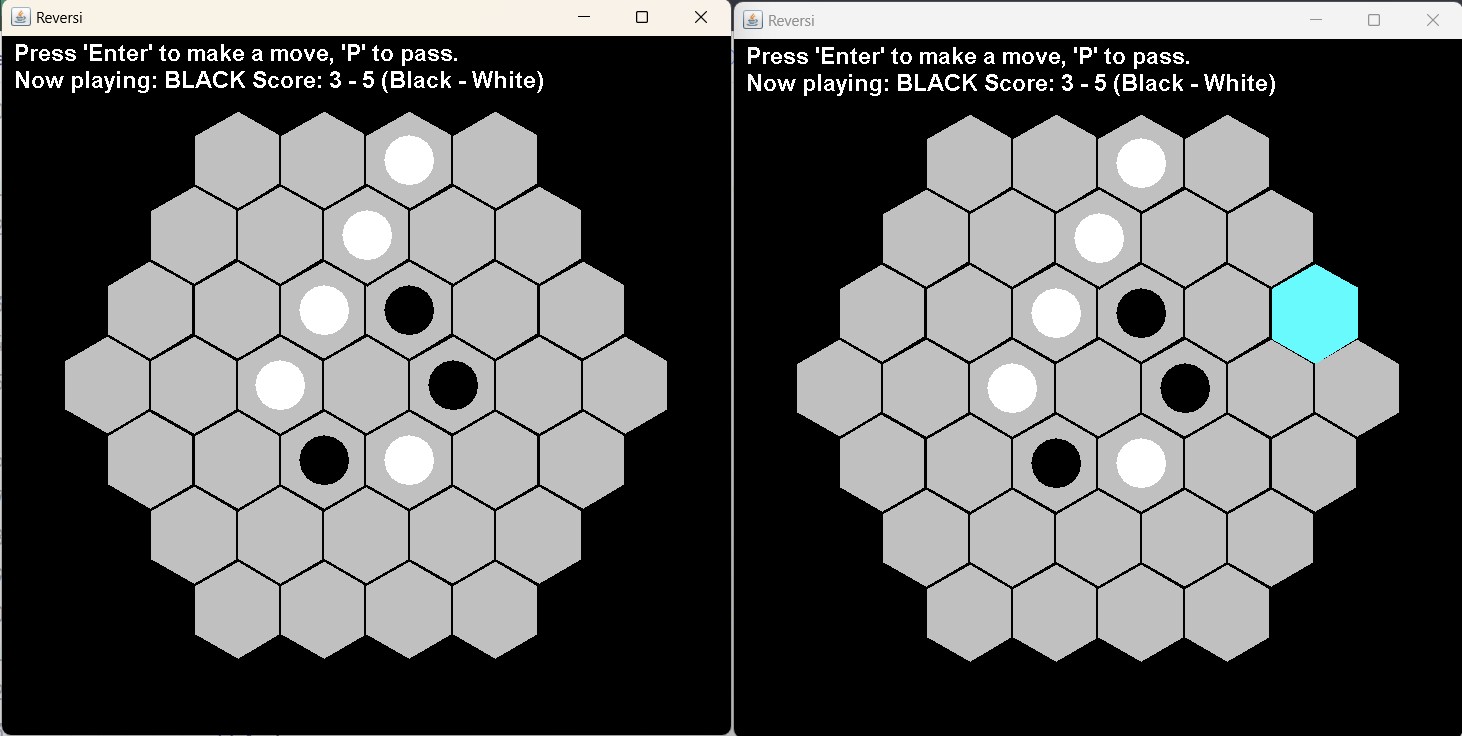 Reversi
Press 'Enter' to make a move, 'P' to pass.
Now playing: BLACK Score: 3 - 5 (Black - White)
Reversi
Press 'Enter' to make a move, 'P' to pass.
Now playing: BLACK Score: 3 - 5 (Black - White)